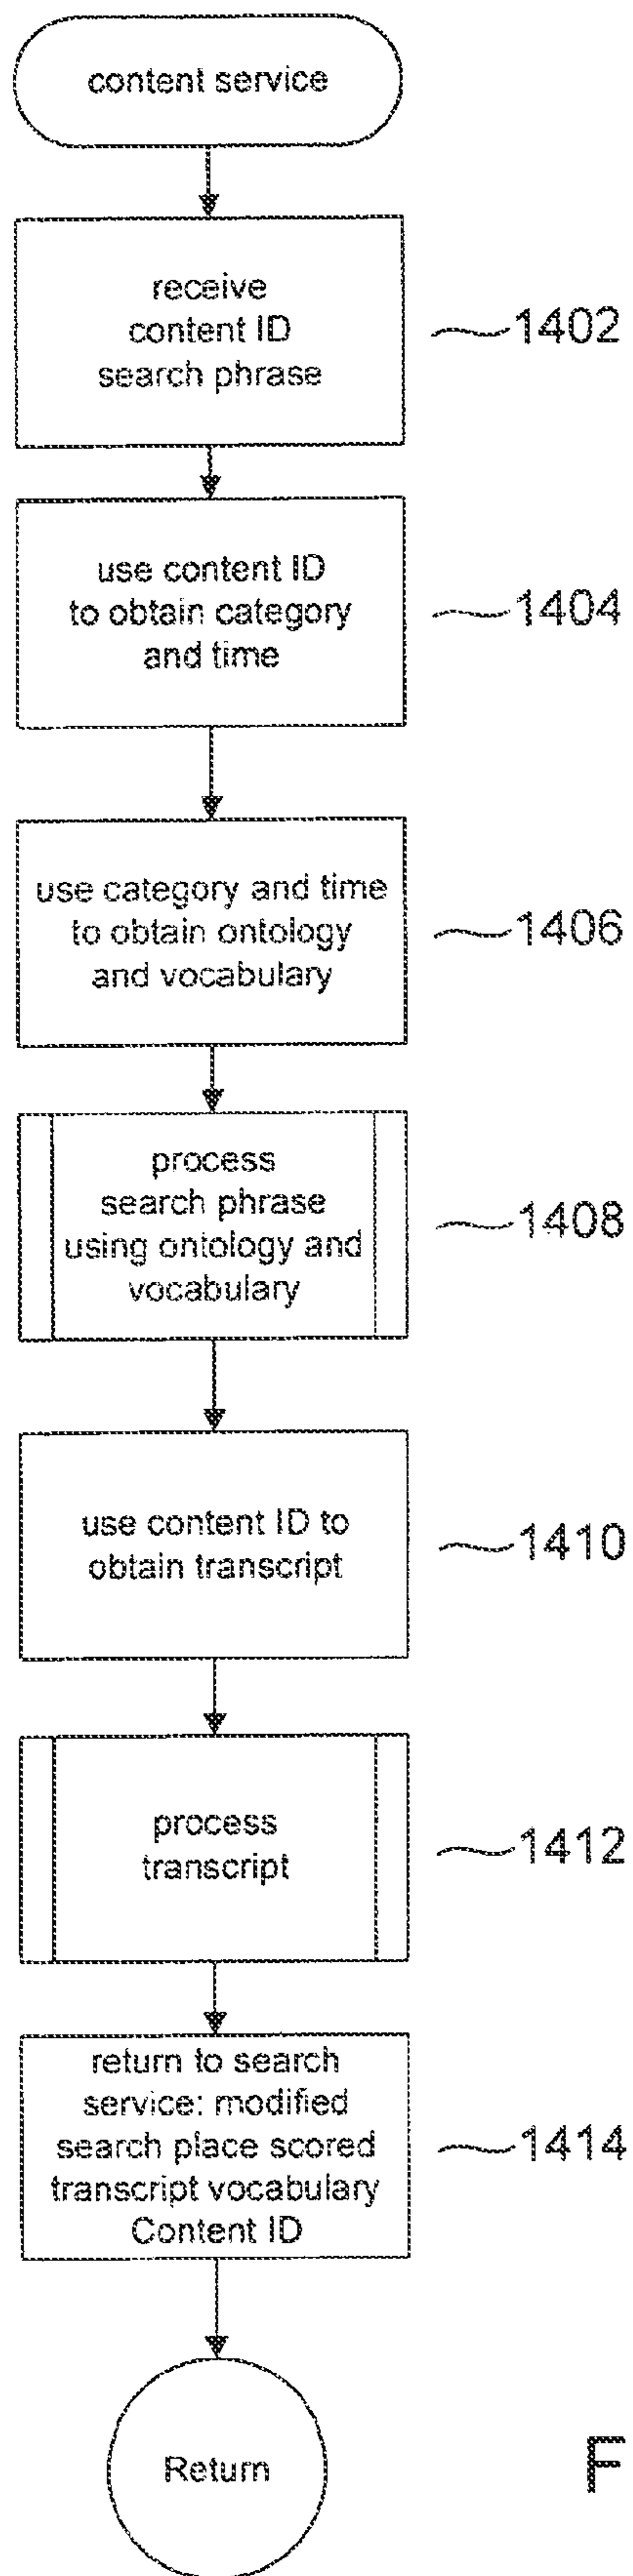 content service
receive
content ID
search phrase
1402
use content ID
to obtain category
and time
1404
use category and time
to obtain ontology
and vocabulary
1406
process
search phrase
using ontology and
vocabulary
1408
use content ID to
obtain transcript
1410
process
transcript
1412
return to search
service: modified
search place scored
transcript vocabulary
Content ID
1414
Return
F